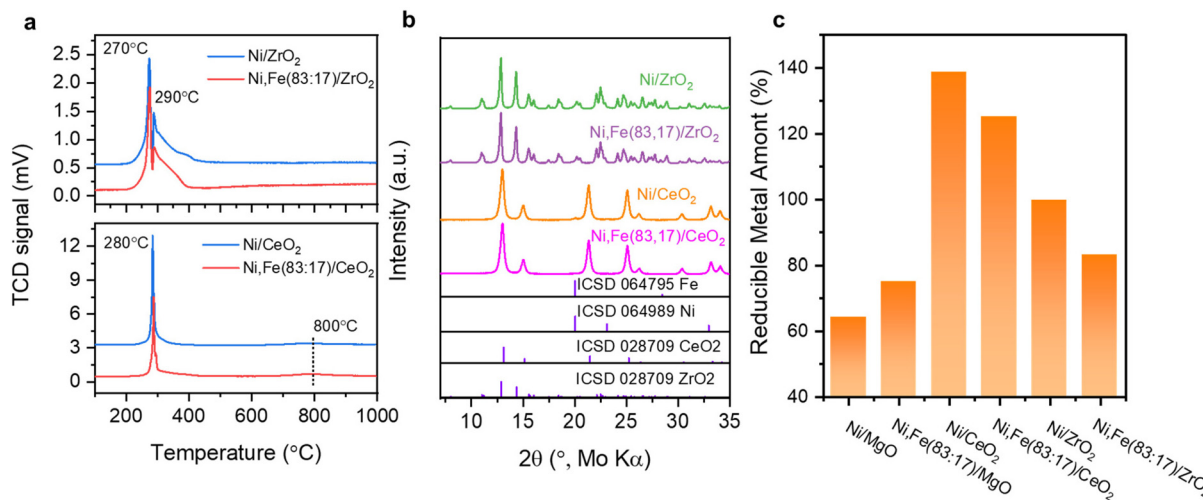 a
270°C
290°C
Ni/ZrO₂
Ni,Fe(83:17)/ZrO₂
2.5
2.0
1.5
1.0
0.5
0.0
280°C
Ni/CeO₂
Ni,Fe(83:17)/CeO₂
800°C
12
9
6
3
0
TCD signal (mV)
200 400 600 800 1000
Temperature (°C)
b
Ni/ZrO₂
Ni,Fe(83,17)/ZrO₂
Ni/CeO₂
Ni,Fe(83,17)/CeO₂
ICSD 064795 Fe
ICSD 064989 Ni
ICSD 028709 CeO2
ICSD 028709 ZrO2
Intensity (a.u.)
10 15 20 25 30 35
2θ (°, Mo Kα)
c
140
120
100
80
60
40
Reducible Metal Amont (%)
Ni/MgO
Ni,Fe(83:17)/MgO
Ni/CeO₂
Ni,Fe(83:17)/CeO₂
Ni/ZrO₂
Ni,Fe(83:17)/ZrO